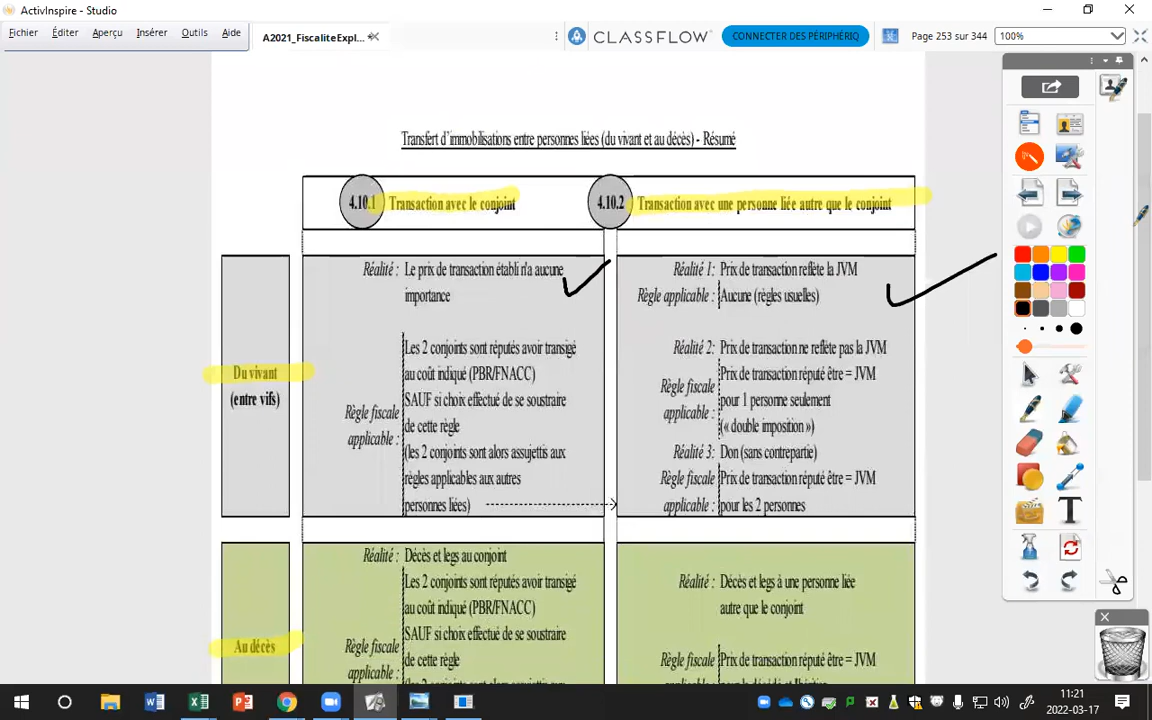 ActivInspire - Studio
Fichier Éditer Aperçu Insérer Outils Aide
A2021_FiscaliteExpl...
CLASSFLOW
CONNECTER DES PÉRIPHÉRIQ
Page 253 sur 344
100%
Transfert d'immobilisations entre personnes liées (du vivant et au décès) - Résumé
4.10.1 Transaction avec le conjoint
4.10.2 Transaction avec une personne liée autre que le conjoint
Du vivant
(entre vifs)
Réalité : Le prix de transaction établi n'a aucune
importance
Les 2 conjoints sont réputés avoir transigé
au coût indiqué (PBR/FNACC)
SAUF si choix effectué de se soustraire
Règle fiscale
applicable :
de cette règle
(les 2 conjoints sont alors assujettis aux
règles applicables aux autres
personnes liées)
Réalité 1: Prix de transaction reflète la JVM
Règle applicable : Aucune (règles usuelles)
Réalité 2: Prix de transaction ne reflète pas la JVM
Règle fiscale
applicable :
Prix de transaction réputé être = JVM
pour 1 personne seulement
(« double imposition »)
Réalité 3: Don (sans contrepartie)
Règle fiscale
applicable :
Prix de transaction réputé être = JVM
pour les 2 personnes
Au décès
Réalité : Décès et legs au conjoint
Les 2 conjoints sont réputés avoir transigé
au coût indiqué (PBR/FNACC)
SAUF si choix effectué de se soustraire
de cette règle
Règle fiscale
applicable :
(les 2 conjoints sont alors assujettis aux
Réalité : Décès et legs à une personne liée
autre que le conjoint
Règle fiscale
applicable :
Prix de transaction réputé être = JVM
11:21
2022-03-17